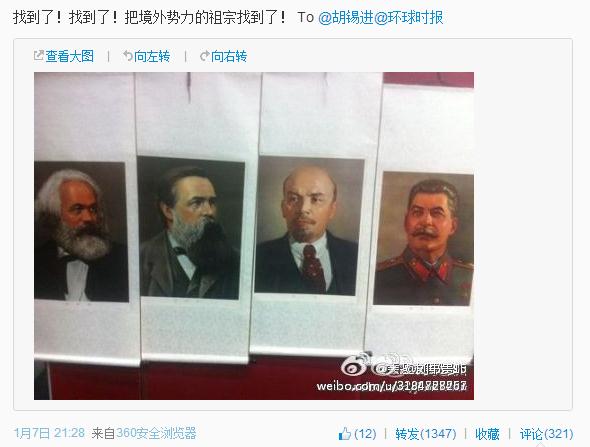 找到了！找到了！把境外势力的祖宗找到了！ To @胡锡进@环球时报
查看大图 | 向左转 | 向右转
1月7日 21:28 来自360安全浏览器
(12) | 转发(1347) | 收藏 | 评论(321)